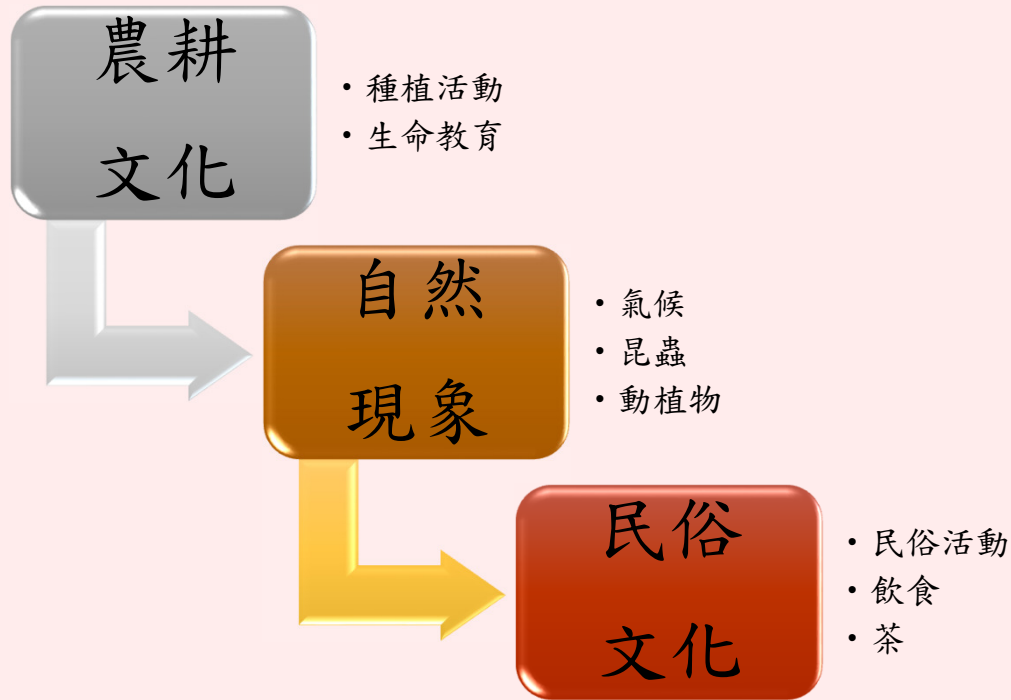 農耕
文化
・種植活動
・生命教育
自然
現象
・氣候
・昆蟲
・動植物
民俗
文化
・民俗活動
・飲食
・茶